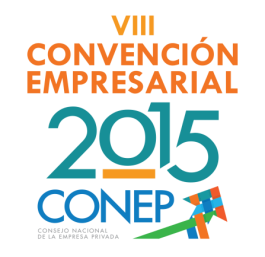 VIII
CONVENCIÓN
EMPRESARIAL
2015
CONEP
CONSEJO NACIONAL
DE LA EMPRESA PRIVADA